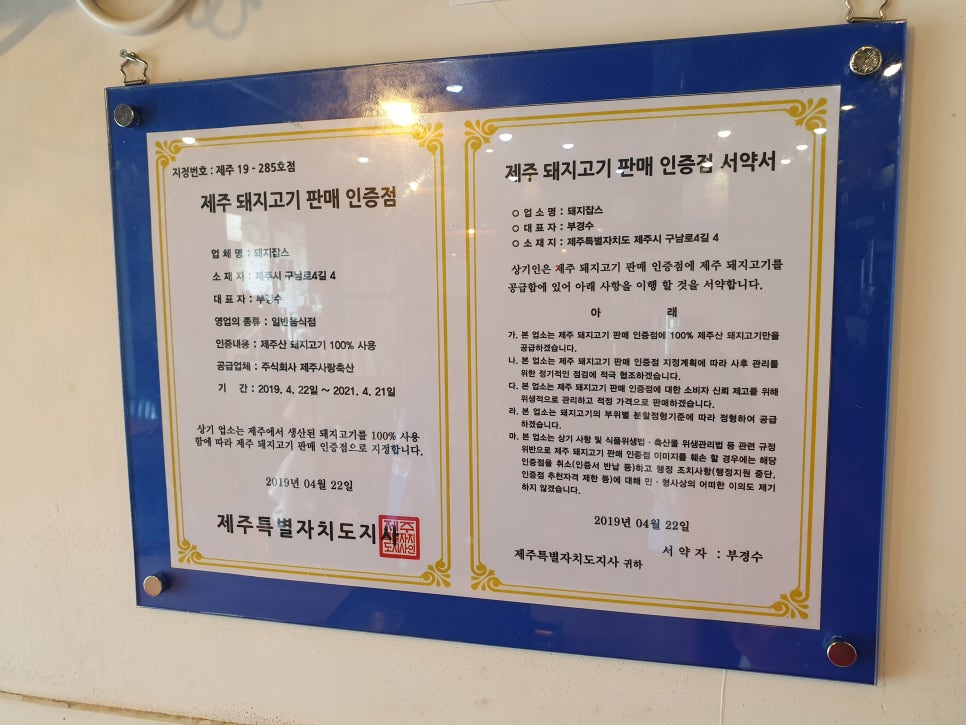 지정번호 : 제주 19 - 285호점
제주 돼지고기 판매 인증점
업 체 명 : 돼지잡스
소 재 지 : 제주시 구남로4길 4
대 표 자 : 부경수
영업의 종류 : 일반음식점
인증내용 : 제주산 돼지고기 100% 사용
공급업체 : 주식회사 제주사랑축산
기 간 : 2019. 4. 22일 ~ 2021. 4. 21일
상기 업소는 제주에서 생산된 돼지고기를 100% 사용
함에 따라 제주 돼지고기 판매 인증점으로 지정합니다.
2019년 04월 22일
제주특별자치도지사
제주
특별자치
도지사의
제주 돼지고기 판매 인증점 서약서
○ 업 소 명 : 돼지잡스
○ 대 표 자 : 부경수
○ 소 재 지 : 제주특별자치도 제주시 구남로4길 4
상기인은 제주 돼지고기 판매 인증점에 제주 돼지고기를
공급함에 있어 아래 사항을 이행 할 것을 서약합니다.
아 래
가. 본 업소는 제주 돼지고기 판매 인증점에 100% 제주산 돼지고기만을
공급하겠습니다.
나. 본 업소는 제주 돼지고기 판매 인증점 지정계획에 따라 사후 관리를
위한 정기적인 점검에 적극 협조하겠습니다.
다. 본 업소는 제주 돼지고기 판매 인증점에 대한 소비자 신뢰 제고를 위해
위생적으로 관리하고 적정 가격으로 판매하겠습니다.
라. 본 업소는 돼지고기의 부위별 분할정형기준에 따라 정형하여 공급
하겠습니다.
마. 본 업소는 상기 사항 및 식품위생법 · 축산물 위생관리법 등 관련 규정
위반으로 제주 돼지고기 판매 인증점 이미지를 훼손 할 경우에는 해당
인증점을 취소(인증서 반납 등)하고 행정 조치사항(행정지원 중단,
인증점 추천자격 제한 등)에 대해 민 · 형사상의 어떠한 이의도 제기
하지 않겠습니다.
2019년 04월 22일
제주특별자치도지사 귀하
서 약 자 : 부경수